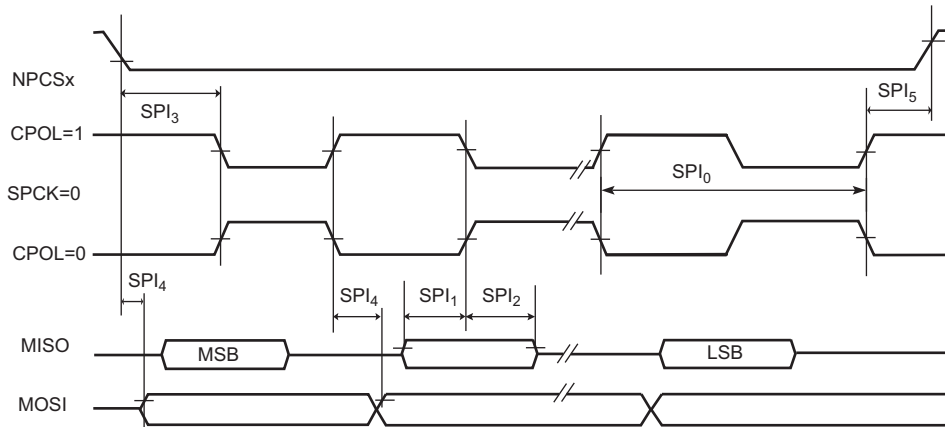 NPCSx
SPI₃
SPI₅
CPOL=1
SPCK=0
SPI₀
CPOL=0
SPI₄
SPI₄
SPI₁
SPI₂
MISO
MSB
LSB
MOSI